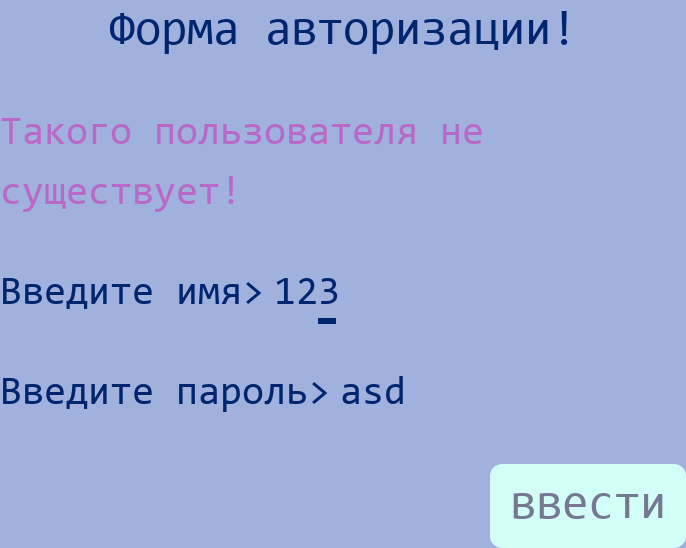 Форма авторизации!
Такого пользователя не
существует!
Введите имя> 123
Введите пароль> asd
ввести